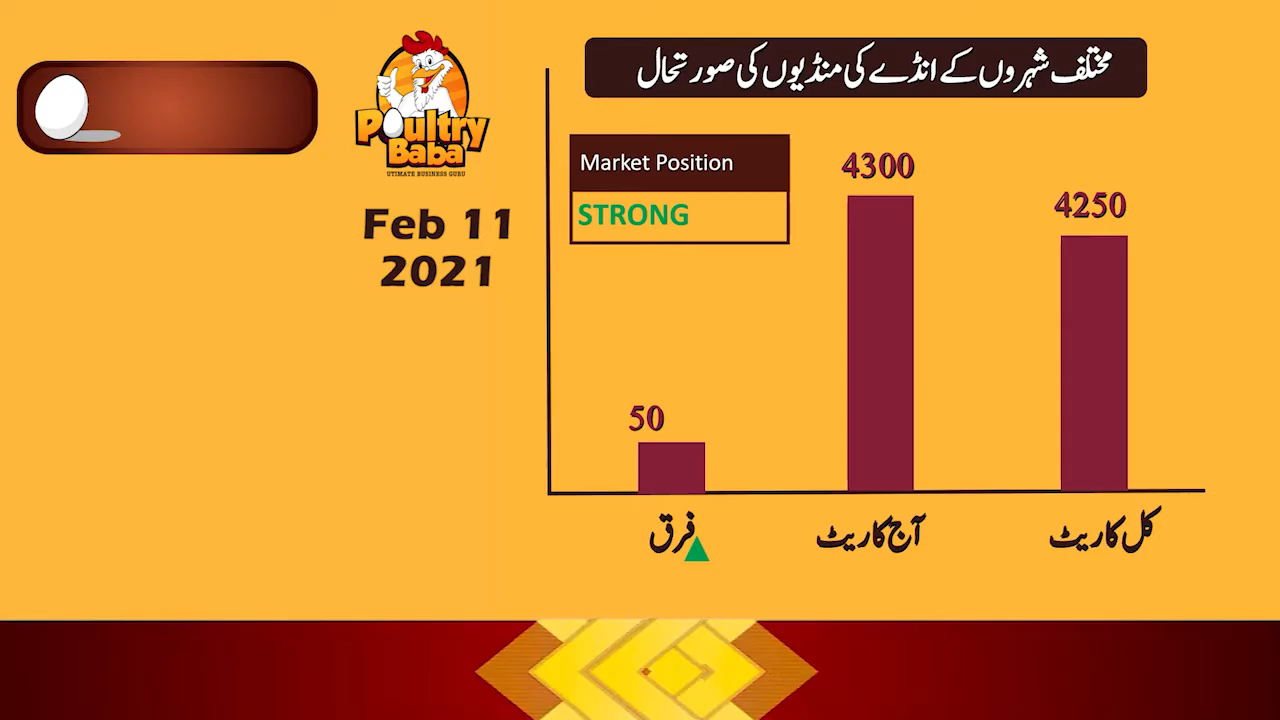 مختلف شہروں کے انڈے کی منڈیوں کی صورتحال
Poultry
Baba
UTIMATE BUSINESS GURU
Feb 11
2021
Market Position
STRONG
4300
4250
50
فرق
آج کا ریٹ
کل کا ریٹ